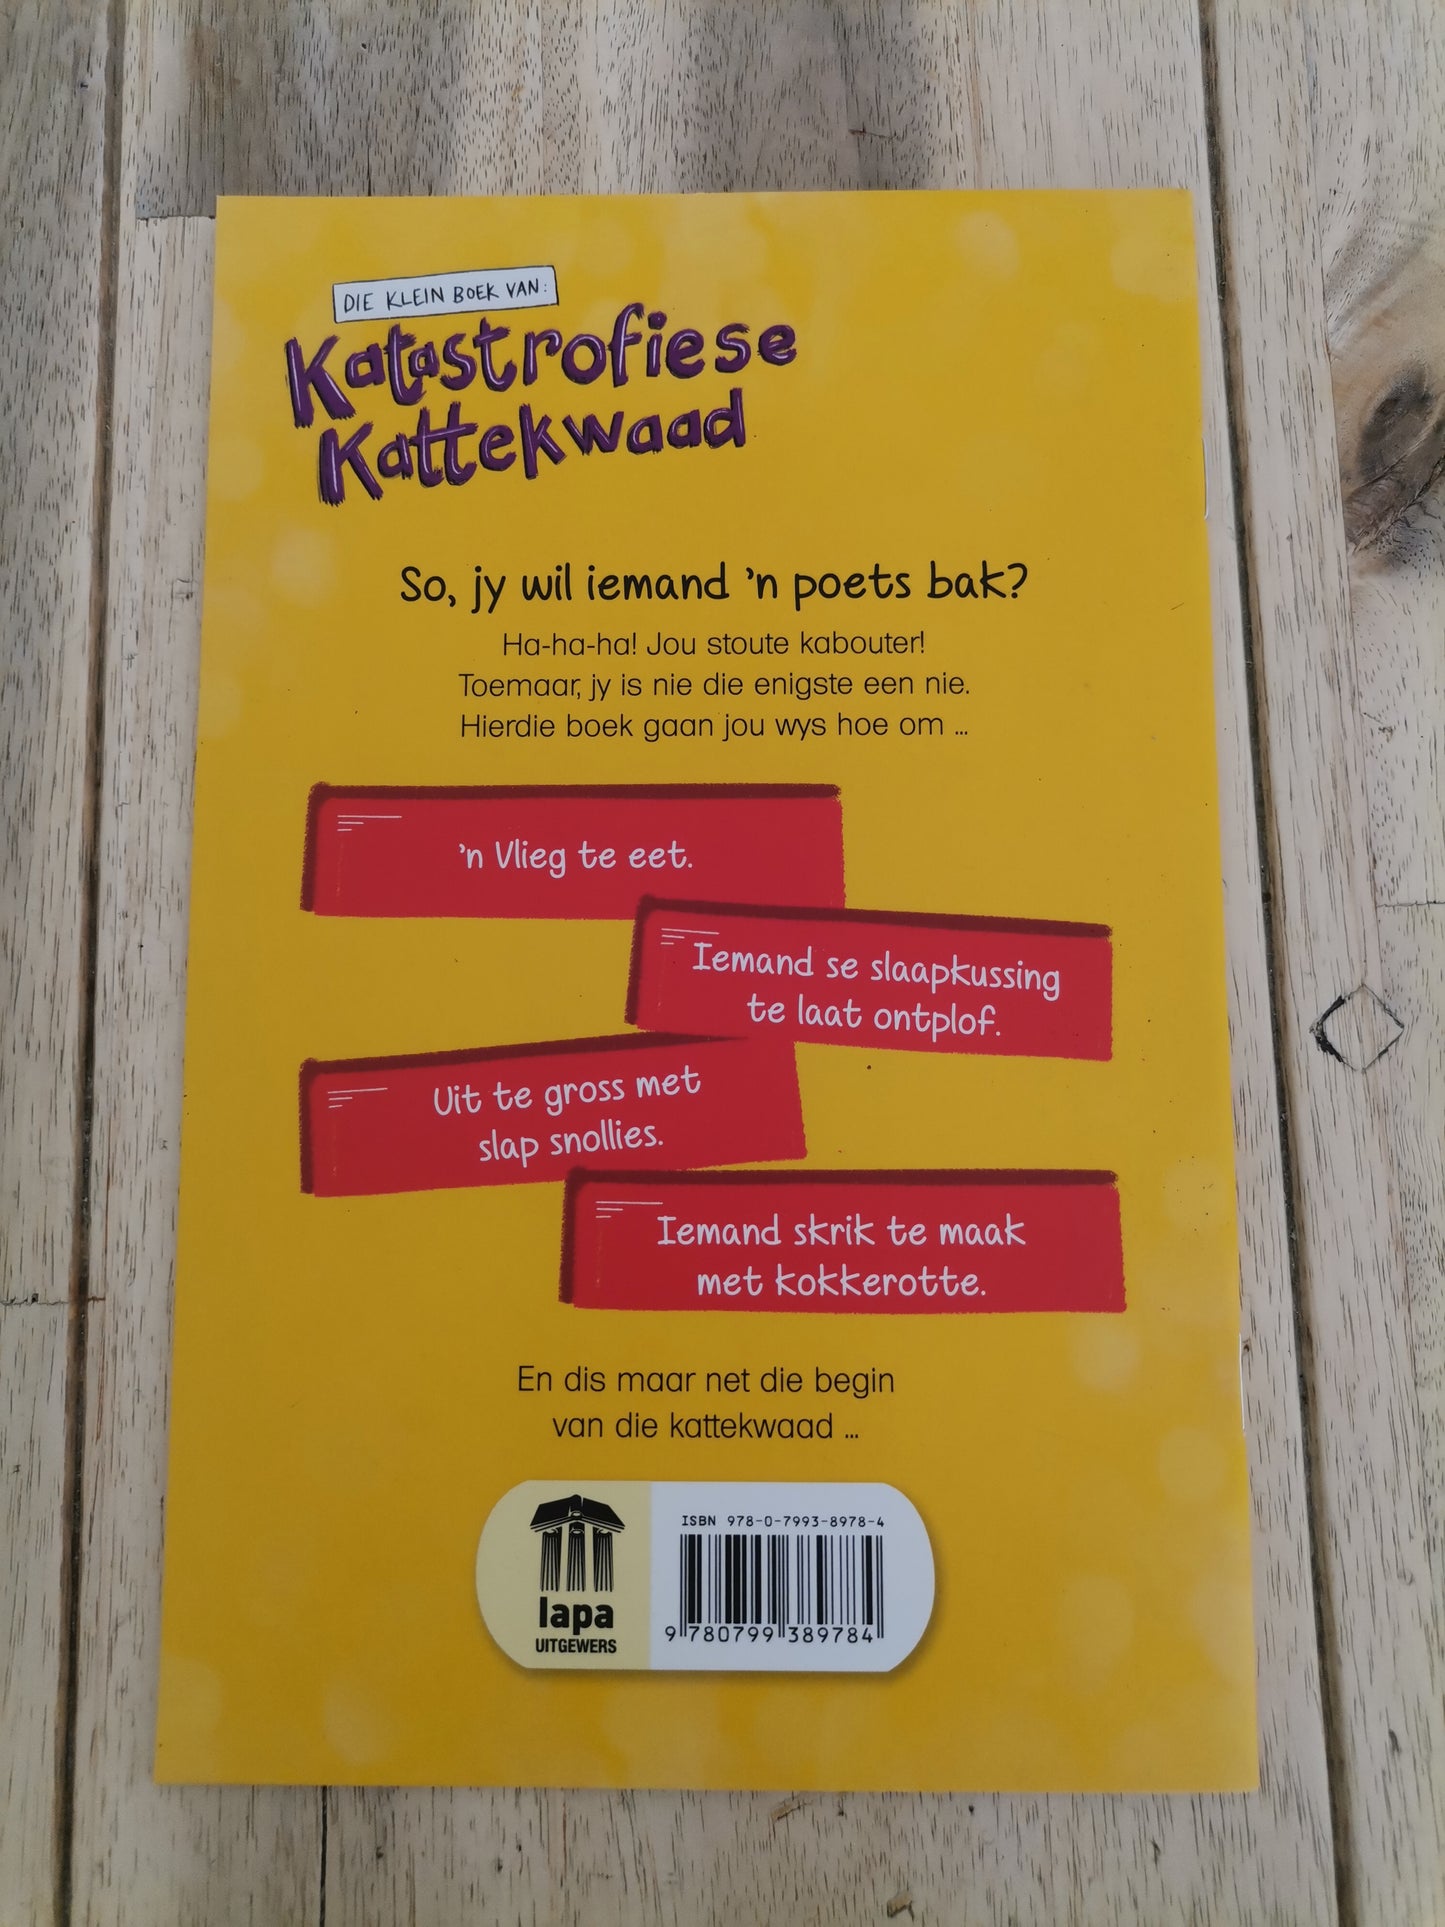 DIE KLEIN BOEK VAN:
Katastrofiese
Kattekwaad
So, jy wil iemand 'n poets bak?
Ha-ha-ha! Jou stoute kabouter!
Toemaar, jy is nie die enigste een nie.
Hierdie boek gaan jou wys hoe om ...
'n Vlieg te eet.
Iemand se slaapkussing
te laat ontplof.
Uit te gross met
slap snollies.
Iemand skrik te maak
met kokkerotte.
En dis maar net die begin
van die kattekwaad ...
lapa
UITGEWERS
ISBN 978-0-7993-8978-4
9 780799 389784